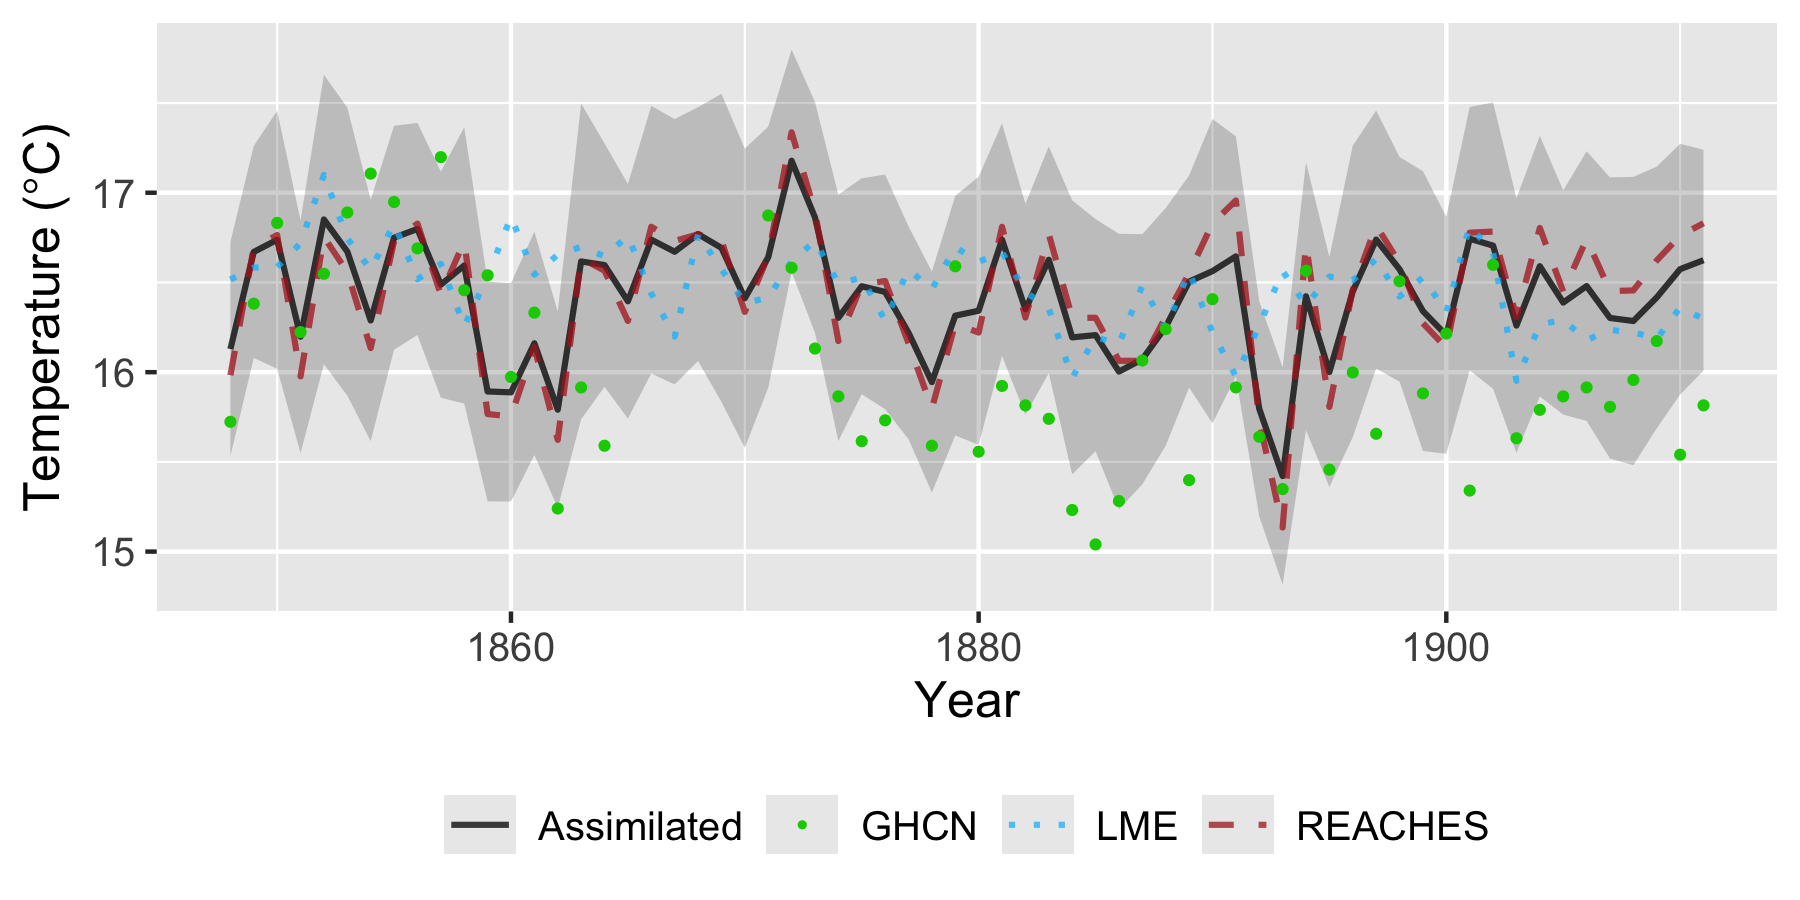 Temperature (°C)
17
16
15
1860 1880 1900
Year
Assimilated GHCN LME REACHES